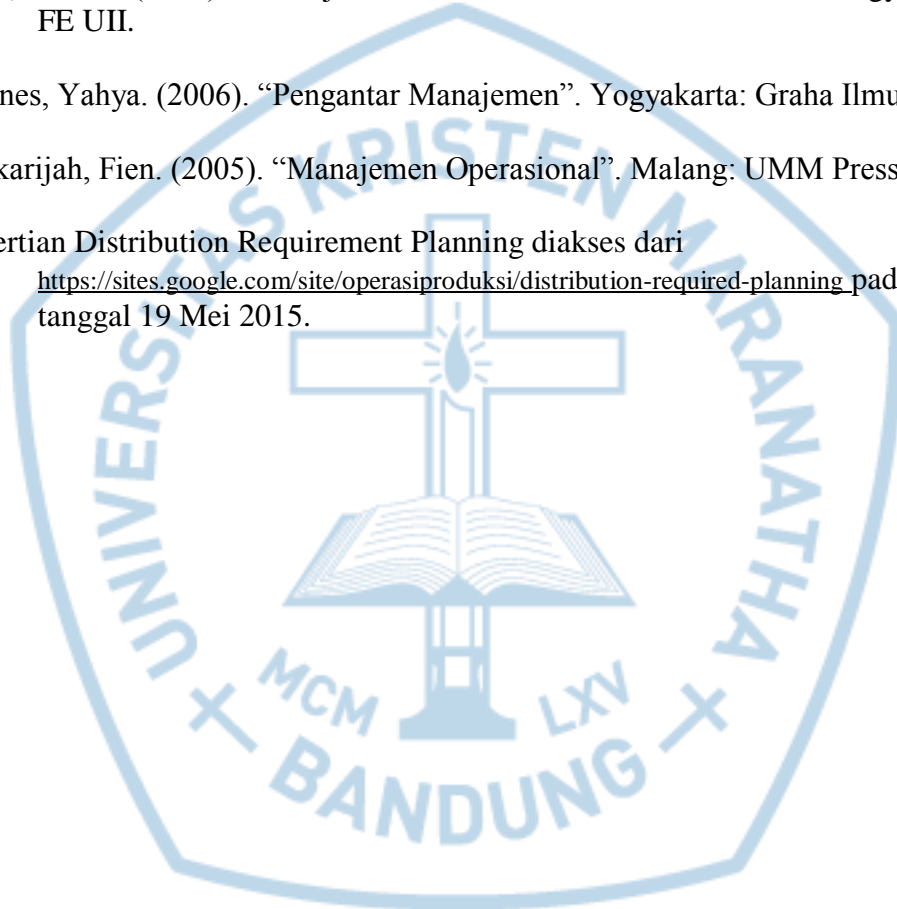 FE UII.
nes, Yahya. (2006). “Pengantar Manajemen”. Yogyakarta: Graha Ilmu
karijah, Fien. (2005). “Manajemen Operasional”. Malang: UMM Press
ertian Distribution Requirement Planning diakses dari
https://sites.google.com/site/operasiproduksi/distribution-required-planning pad
tanggal 19 Mei 2015.
UNIVERSITAS KRISTEN MARANATHA
MCM LXV
BANDUNG